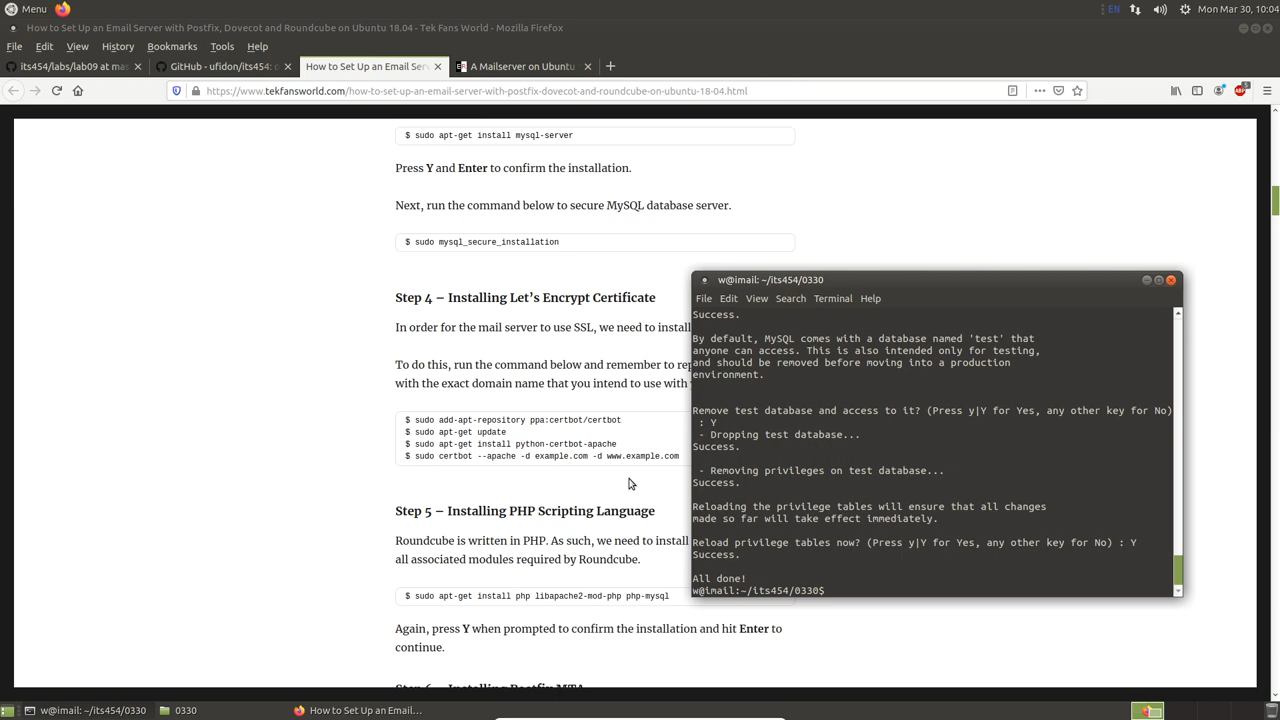 Menu
EN
Mon Mar 30, 10:04
How to Set Up an Email Server with Postfix, Dovecot and Roundcube on Ubuntu 18.04 - Tek Fans World - Mozilla Firefox
File Edit View History Bookmarks Tools Help
its454/labs/lab09 at mas
GitHub - ufidon/its454: c
How to Set Up an Email Serv
ER A Mailserver on Ubuntu
https://www.tekfansworld.com/how-to-set-up-an-email-server-with-postfix-dovecot-and-roundcube-on-ubuntu-18-04.html
ABP
$ sudo apt-get install mysql-server
Press Y and Enter to confirm the installation.
Next, run the command below to secure MySQL database server.
$ sudo mysql_secure_installation
Step 4 – Installing Let’s Encrypt Certificate
In order for the mail server to use SSL, we need to install
To do this, run the command below and remember to rep
with the exact domain name that you intend to use with
$ sudo add-apt-repository ppa:certbot/certbot
$ sudo apt-get update
$ sudo apt-get install python-certbot-apache
$ sudo certbot --apache -d example.com -d www.example.com
Step 5 – Installing PHP Scripting Language
Roundcube is written in PHP. As such, we need to install
all associated modules required by Roundcube.
$ sudo apt-get install php libapache2-mod-php php-mysql
Again, press Y when prompted to confirm the installation and hit Enter to
continue.
Step 6 – Installing Postfix MTA
w@imail: ~/its454/0330
File Edit View Search Terminal Help
Success.
By default, MySQL comes with a database named 'test' that
anyone can access. This is also intended only for testing,
and should be removed before moving into a production
environment.
Remove test database and access to it? (Press y|Y for Yes, any other key for No)
 : Y
 - Dropping test database...
Success.
 - Removing privileges on test database...
Success.
Reloading the privilege tables will ensure that all changes
made so far will take effect immediately.
Reload privilege tables now? (Press y|Y for Yes, any other key for No) : Y
Success.
All done!
w@imail:~/its454/0330$
w@imail: ~/its454/0330
0330
How to Set Up an Email...